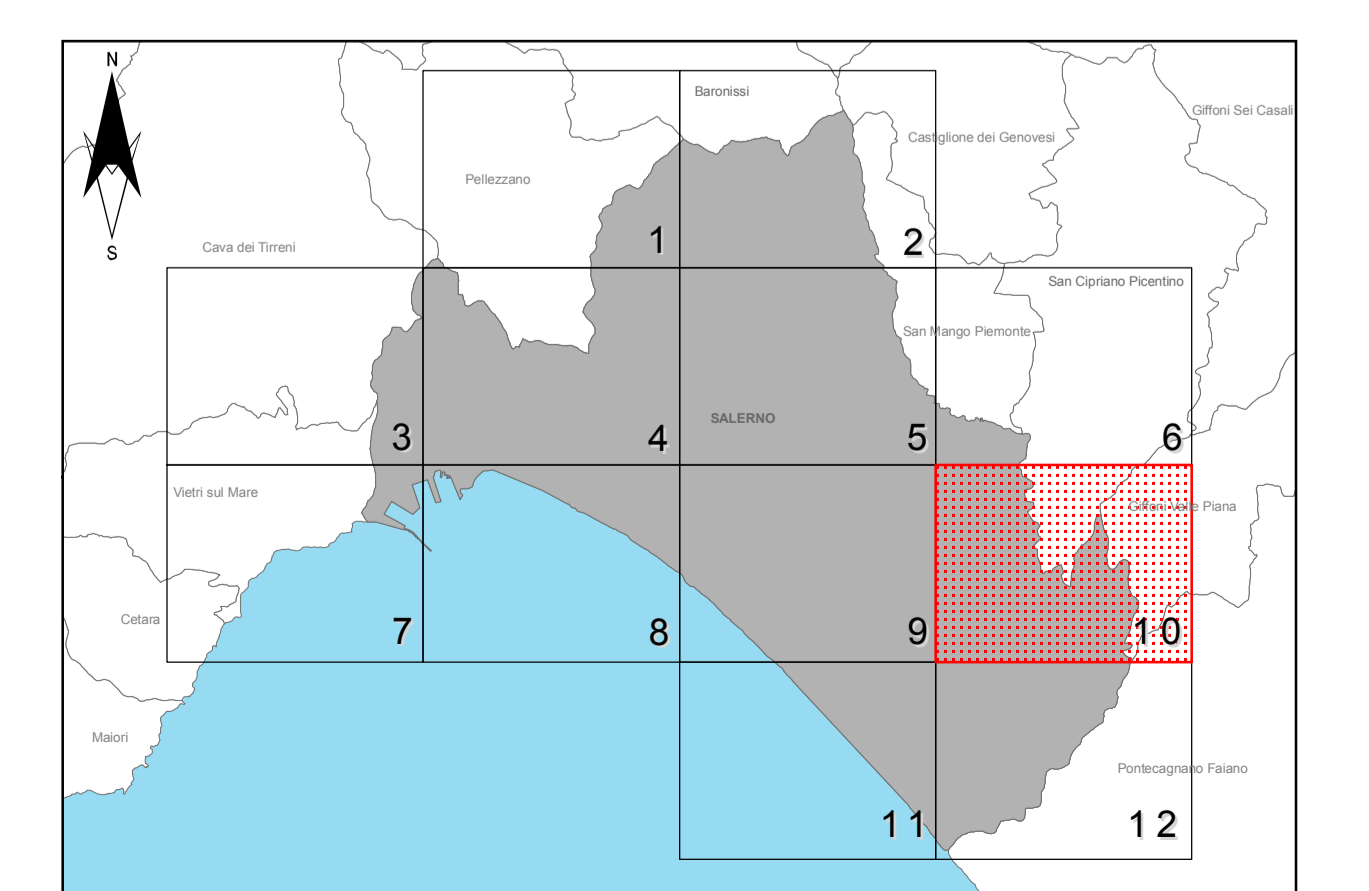 N
S
Baronissi
Giffoni Sei Casali
Castiglione dei Genovesi
Pellezzano
1
2
Cava dei Tirreni
San Cipriano Picentino
San Mango Piemonte
SALERNO
3
4
5
6
Vietri sul Mare
Giffoni Valle Piana
Cetara
7
8
9
10
Maiori
Pontecagnano Faiano
11
12